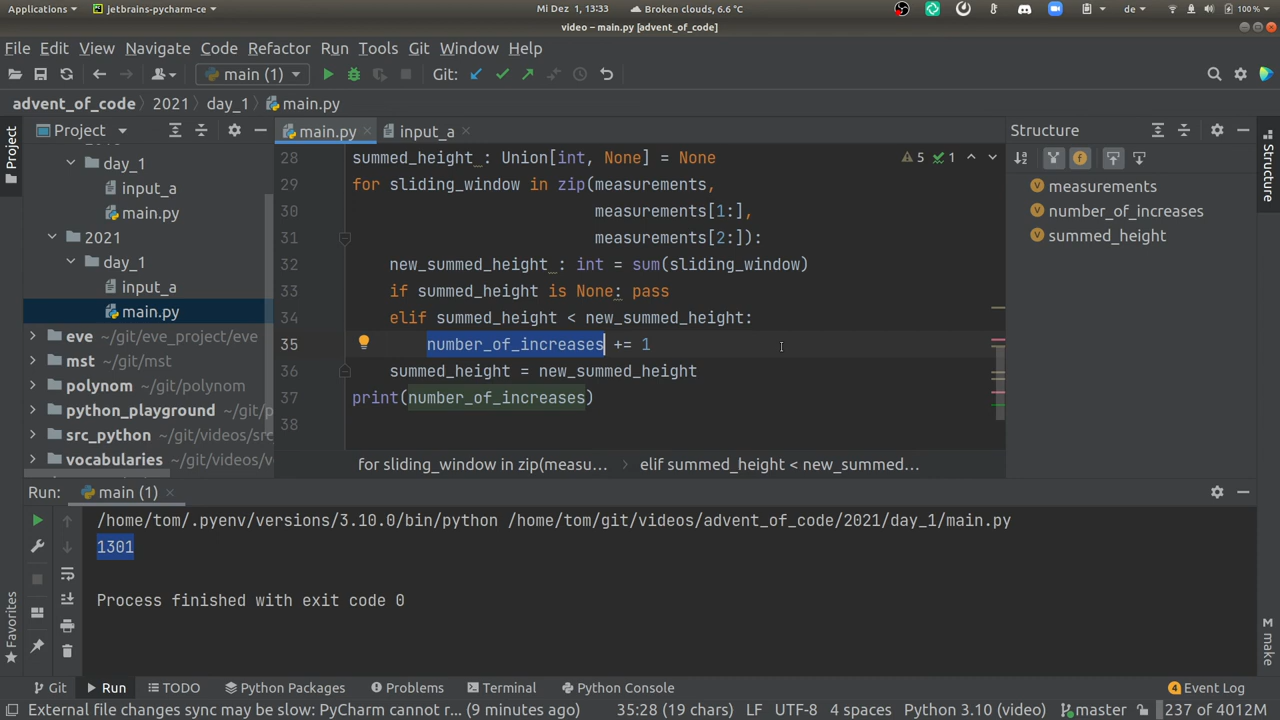 Applications jetbrains-pycharm-ce Mi Dez 1, 13:33 Broken clouds, 6.6 °C de 100 %
video – main.py [advent_of_code]
File Edit View Navigate Code Refactor Run Tools Git Window Help
main (1) Git:
advent_of_code 2021 day_1 main.py
Project
main.py input_a
Structure
day_1
input_a
main.py
2021
day_1
input_a
main.py
eve ~/git/eve_project/eve
mst ~/git/mst
polynom ~/git/polynom
python_playground ~/git/
src_python ~/git/videos/src
vocabularies ~/git/videos/
28 summed_height_: Union[int, None] = None
29 for sliding_window in zip(measurements,
30 measurements[1:],
31 measurements[2:]):
32 new_summed_height_: int = sum(sliding_window)
33 if summed_height is None: pass
34 elif summed_height < new_summed_height:
35 number_of_increases += 1
36 summed_height = new_summed_height
37 print(number_of_increases)
38
5 1
for sliding_window in zip(measu... elif summed_height < new_summed...
measurements
number_of_increases
summed_height
Project
Structure
Favorites
make
Run: main (1)
/home/tom/.pyenv/versions/3.10.0/bin/python /home/tom/git/videos/advent_of_code/2021/day_1/main.py
1301
Process finished with exit code 0
Git Run TODO Python Packages Problems Terminal Python Console 4 Event Log
External file changes sync may be slow: PyCharm cannot r... (9 minutes ago) 35:28 (19 chars) LF UTF-8 4 spaces Python 3.10 (video) master 237 of 4012M